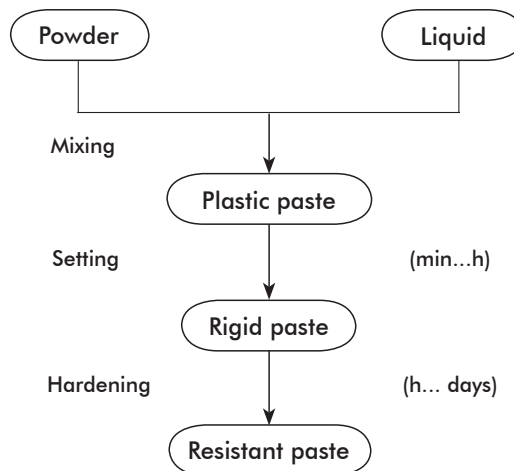 Powder
Liquid
Mixing
Plastic paste
Setting
(min...h)
Rigid paste
Hardening
(h... days)
Resistant paste